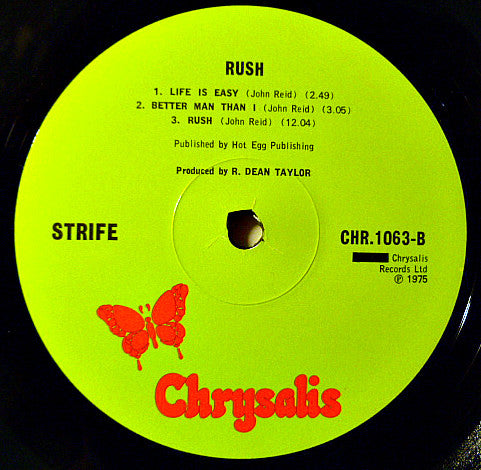 RUSH
1. LIFE IS EASY (John Reid) (2.49)
2. BETTER MAN THAN I (John Reid) (3.05)
3. RUSH (John Reid) (12.04)
Published by Hot Egg Publishing
Produced by R. DEAN TAYLOR
STRIFE
CHR.1063-B
Chrysalis
Records Ltd
℗ 1975
Chrysalis